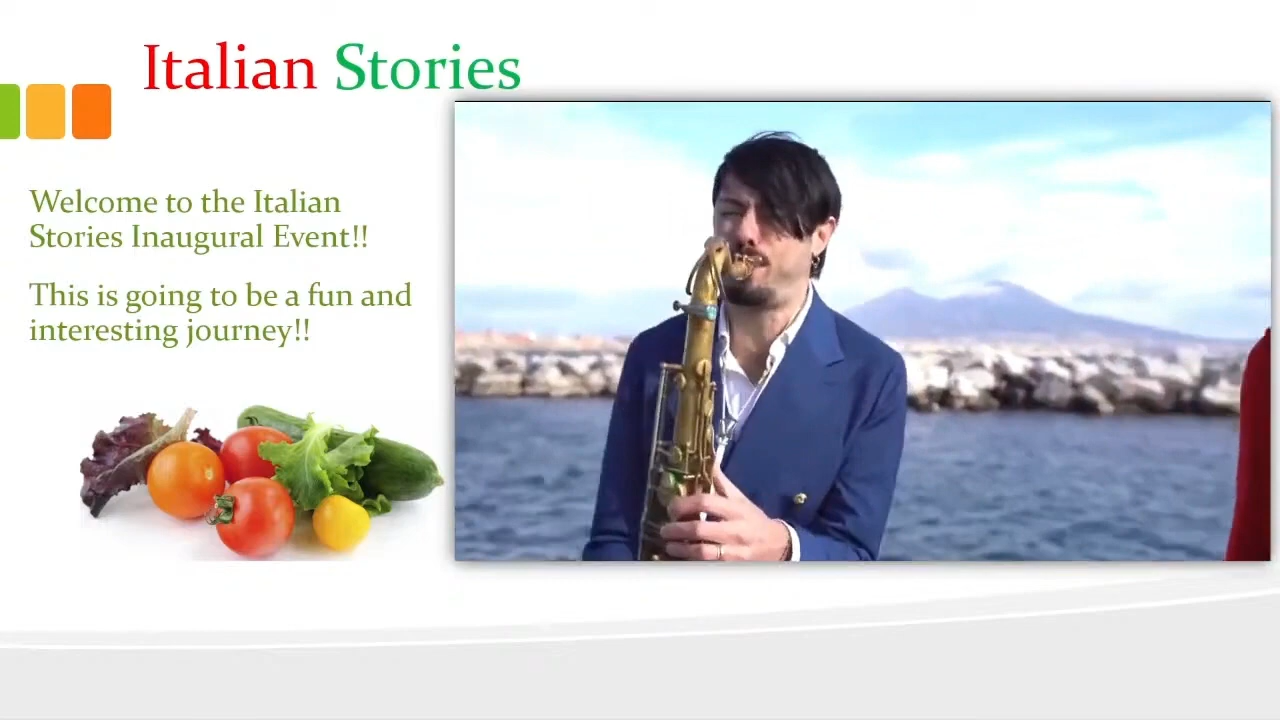 Italian Stories
Welcome to the Italian
Stories Inaugural Event!!
This is going to be a fun and
interesting journey!!